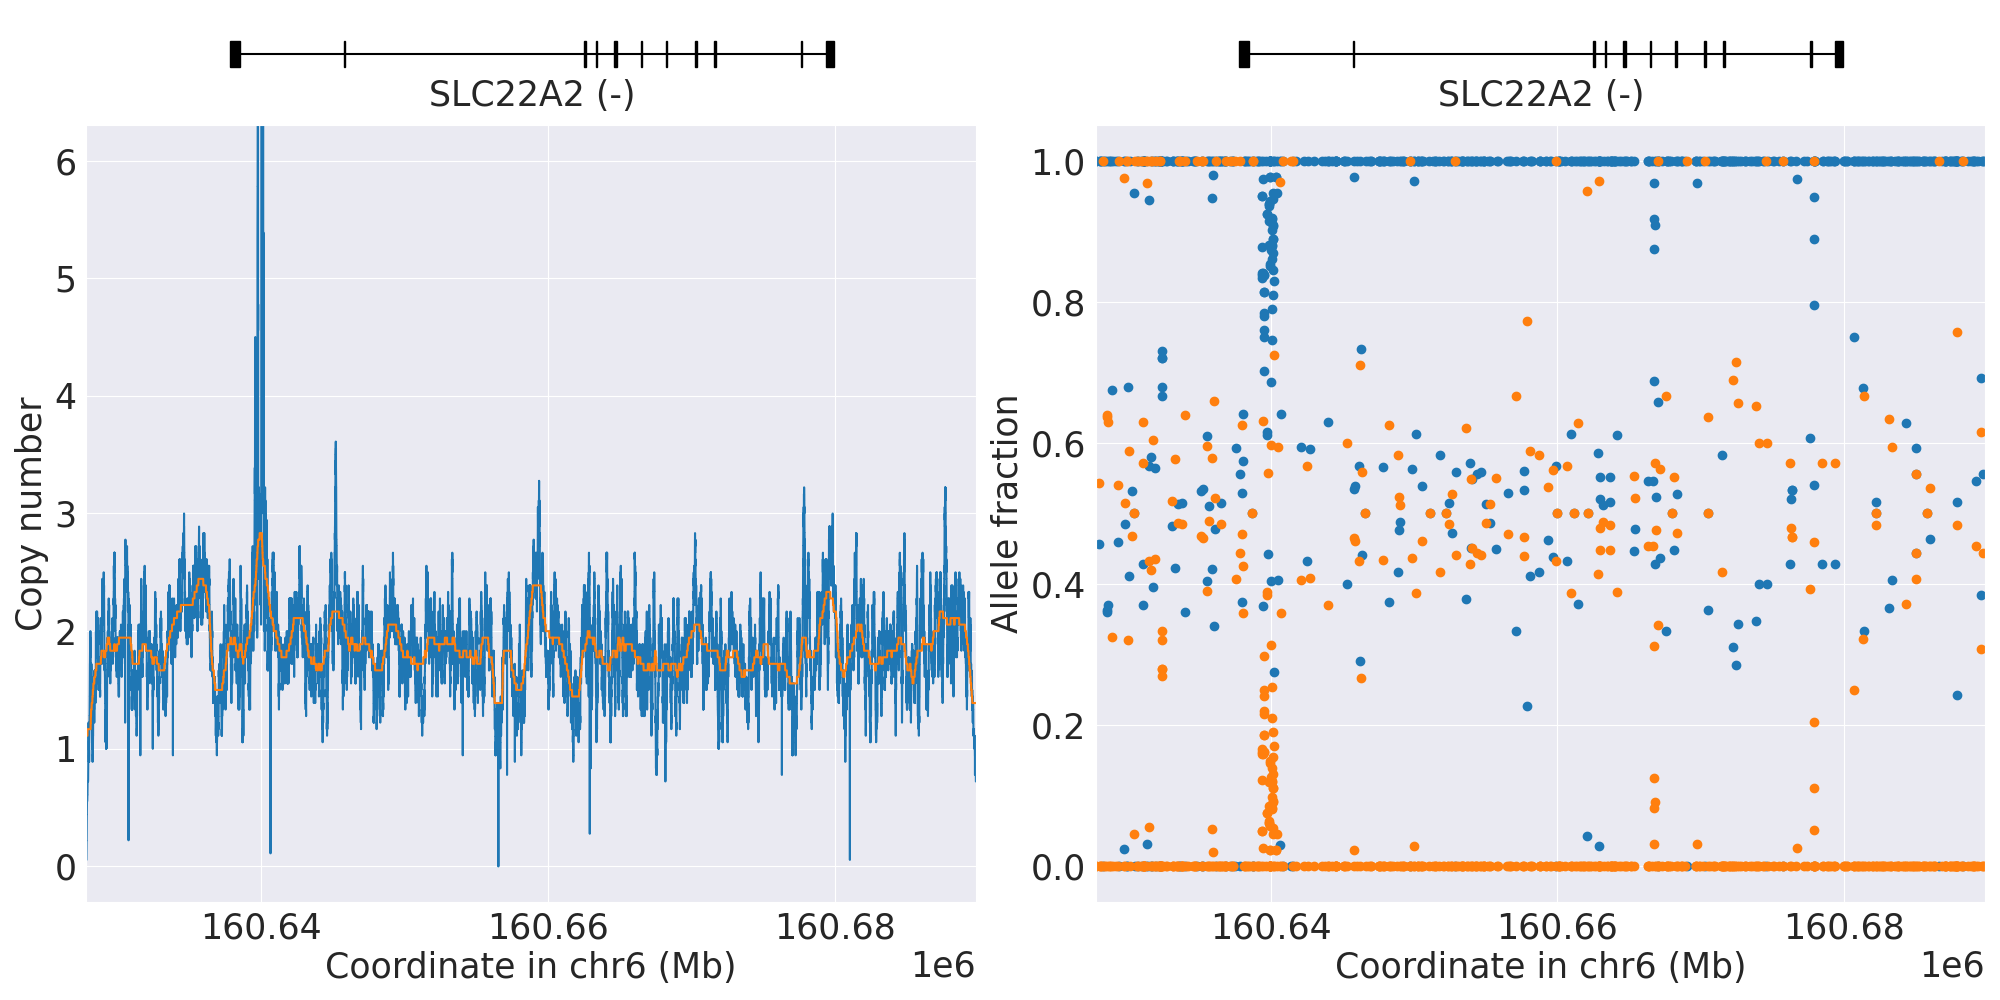 SLC22A2 (-)
Copy number
6
5
4
3
2
1
0
160.64
160.66
160.68
Coordinate in chr6 (Mb)
1e6
SLC22A2 (-)
Allele fraction
1.0
0.8
0.6
0.4
0.2
0.0
160.64
160.66
160.68
Coordinate in chr6 (Mb)
1e6